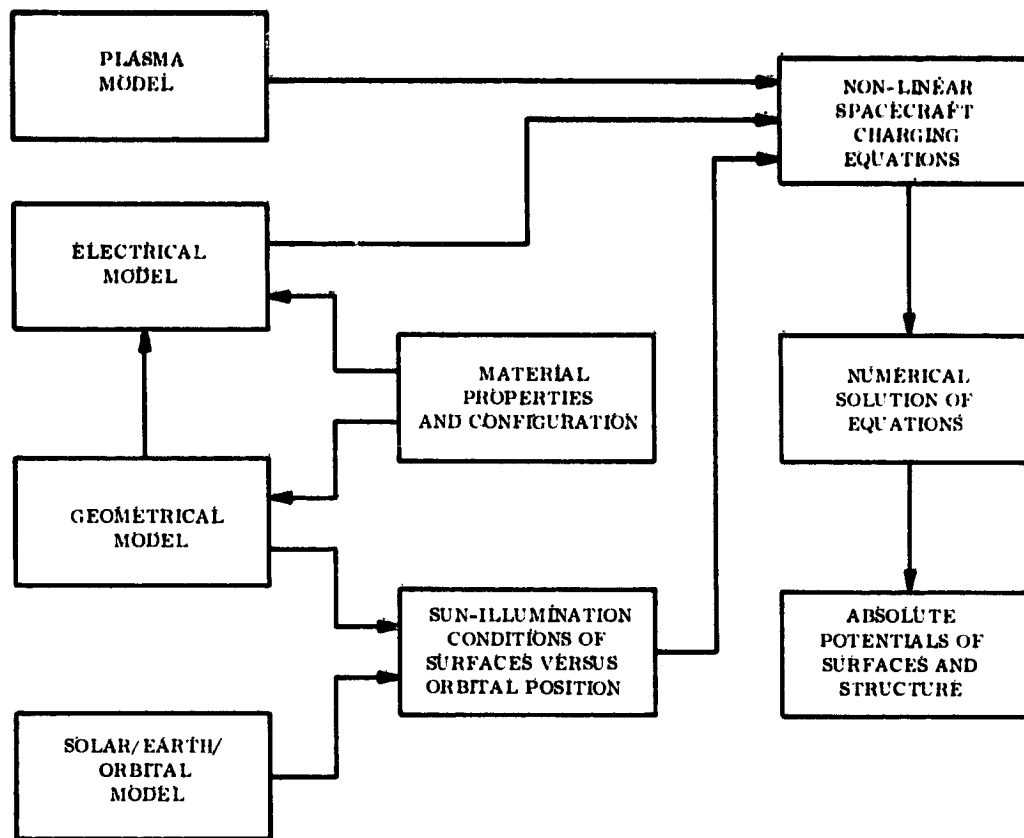 PLASMA
MODEL
NON-LINEAR
SPACECRAFT
CHARGING
EQUATIONS
ELECTRICAL
MODEL
MATERIAL
PROPERTIES
AND CONFIGURATION
NUMERICAL
SOLUTION OF
EQUATIONS
GEOMETRICAL
MODEL
SUN-ILLUMINATION
CONDITIONS OF
SURFACES VERSUS
ORBITAL POSITION
ABSOLUTE
POTENTIALS OF
SURFACES AND
STRUCTURE
SOLAR/EARTH/
ORBITAL
MODEL